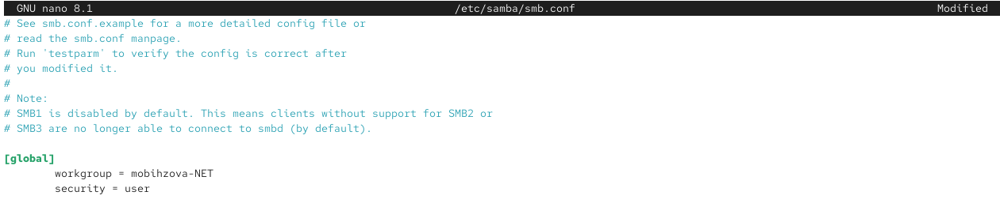 GNU nano 8.1 /etc/samba/smb.conf Modified
# See smb.conf.example for a more detailed config file or
# read the smb.conf manpage.
# Run 'testparm' to verify the config is correct after
# you modified it.
#
# Note:
# SMB1 is disabled by default. This means clients without support for SMB2 or
# SMB3 are no longer able to connect to smbd (by default).
[global]
workgroup = mobihzova-NET
security = user